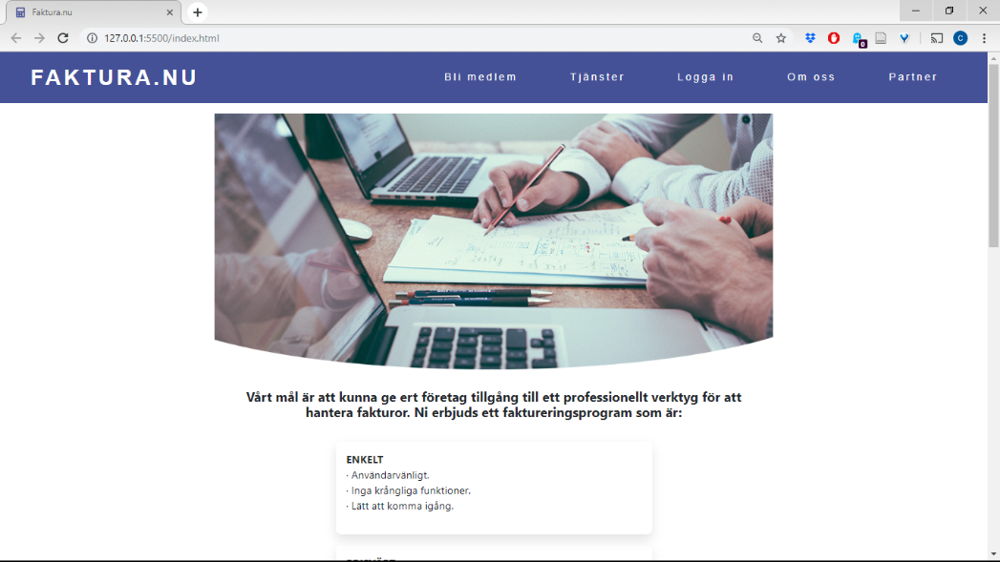 Faktura.nu
127.0.0.1:5500/index.html
0
C
FAKTURA.NU
Bli medlem
Tjänster
Logga in
Om oss
Partner
Vårt mål är att kunna ge ert företag tillgång till ett professionellt verktyg för att
hantera fakturor. Ni erbjuds ett faktureringsprogram som är:
ENKELT
· Användarvänligt.
· Inga krångliga funktioner.
· Lätt att komma igång.